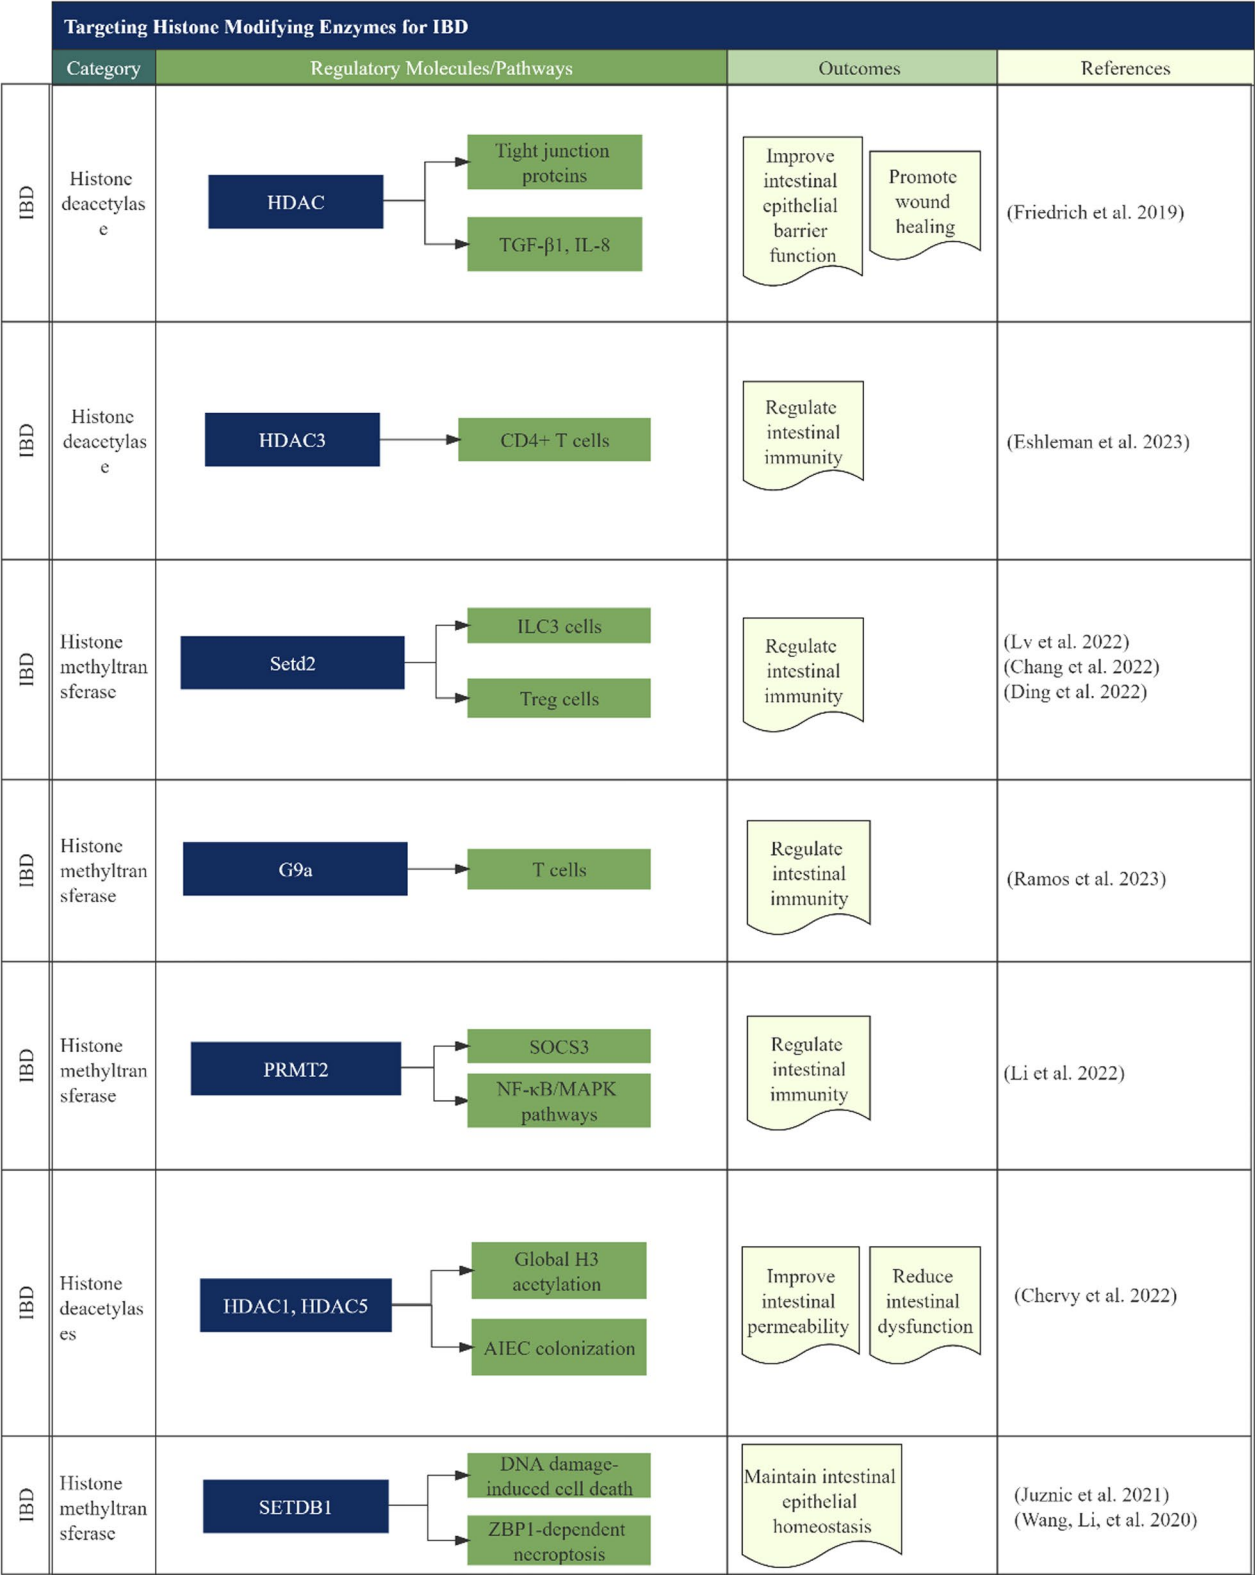 Targeting Histone Modifying Enzymes for IBD
Category
Regulatory Molecules/Pathways
Outcomes
References
IBD
Histone
deacetylas
e
HDAC
Tight junction
proteins
TGF-β1, IL-8
Improve
intestinal
epithelial
barrier
function
Promote
wound
healing
(Friedrich et al. 2019)
IBD
Histone
deacetylas
e
HDAC3
CD4+ T cells
Regulate
intestinal
immunity
(Eshleman et al. 2023)
IBD
Histone
methyltran
sferase
Setd2
ILC3 cells
Treg cells
Regulate
intestinal
immunity
(Lv et al. 2022)
(Chang et al. 2022)
(Ding et al. 2022)
IBD
Histone
methyltran
sferase
G9a
T cells
Regulate
intestinal
immunity
(Ramos et al. 2023)
IBD
Histone
methyltran
sferase
PRMT2
SOCS3
NF-κB/MAPK
pathways
Regulate
intestinal
immunity
(Li et al. 2022)
IBD
Histone
deacetylas
es
HDAC1, HDAC5
Global H3
acetylation
AIEC colonization
Improve
intestinal
permeability
Reduce
intestinal
dysfunction
(Chervy et al. 2022)
IBD
Histone
methyltran
sferase
SETDB1
DNA damage-
induced cell death
ZBP1-dependent
necroptosis
Maintain intestinal
epithelial
homeostasis
(Juznic et al. 2021)
(Wang, Li, et al. 2020)